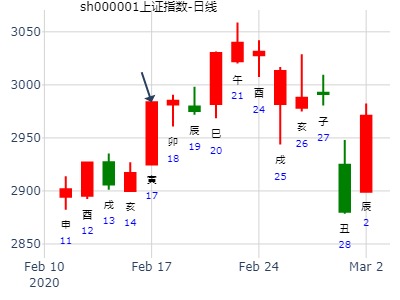 sh000001上证指数-日线
3050
3000
2950
2900
2850
申
11
酉
12
戌
13
亥
14
寅
17
卯
18
辰
19
巳
20
午
21
酉
24
戌
25
亥
26
子
27
丑
28
辰
2
Feb 10
2020
Feb 17
Feb 24
Mar 2